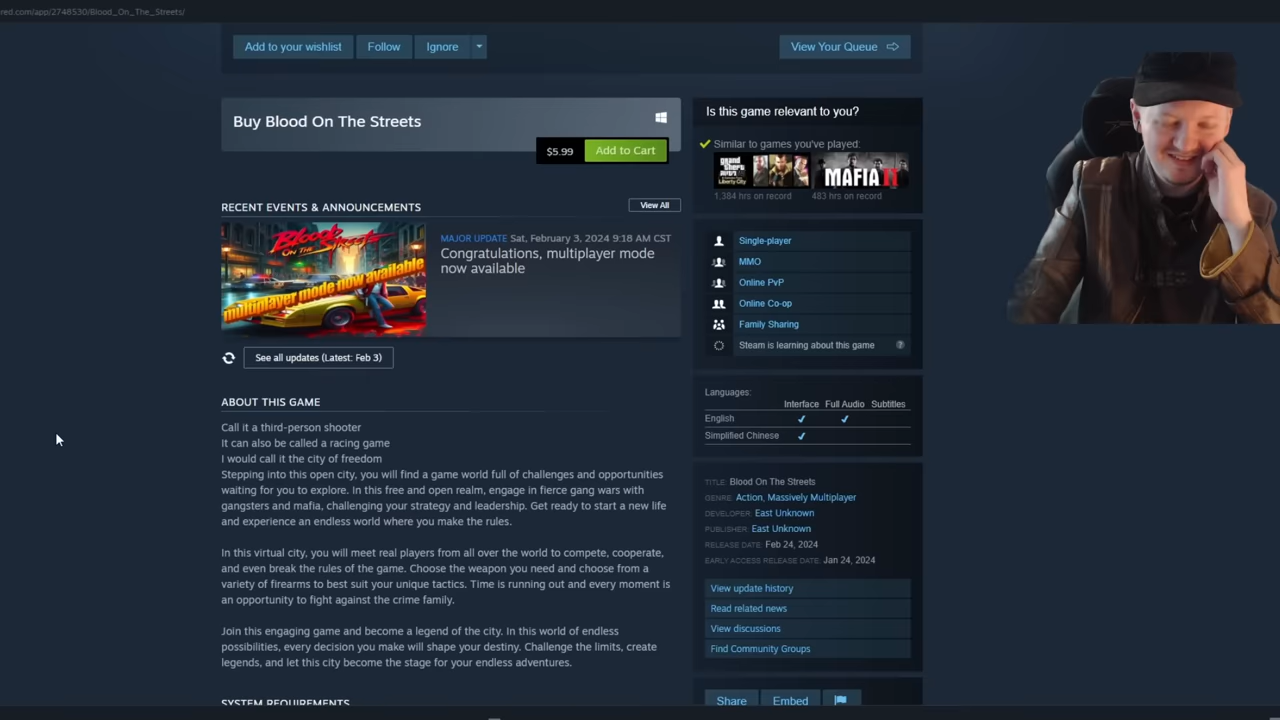 red.com/app/2748530/Blood_On_The_Streets/
Add to your wishlist
Follow
Ignore
View Your Queue
Buy Blood On The Streets
$5.99
Add to Cart
RECENT EVENTS & ANNOUNCEMENTS
View All
Blood
ON THE STREETS
multiplayer mode now available
MAJOR UPDATE Sat, February 3, 2024 9:18 AM CST
Congratulations, multiplayer mode
now available
See all updates (Latest: Feb 3)
ABOUT THIS GAME
Call it a third-person shooter
It can also be called a racing game
I would call it the city of freedom
Stepping into this open city, you will find a game world full of challenges and opportunities
waiting for you to explore. In this free and open realm, engage in fierce gang wars with
gangsters and mafia, challenging your strategy and leadership. Get ready to start a new life
and experience an endless world where you make the rules.
In this virtual city, you will meet real players from all over the world to compete, cooperate,
and even break the rules of the game. Choose the weapon you need and choose from a
variety of firearms to best suit your unique tactics. Time is running out and every moment is
an opportunity to fight against the crime family.
Join this engaging game and become a legend of the city. In this world of endless
possibilities, every decision you make will shape your destiny. Challenge the limits, create
legends, and let this city become the stage for your endless adventures.
SYSTEM REQUIREMENTS
Is this game relevant to you?
Similar to games you've played:
grand
theft
auto
MAFIA II
1,384 hrs on record
483 hrs on record
Single-player
MMO
Online PvP
Online Co-op
Family Sharing
Steam is learning about this game ?
Languages:
Interface Full Audio Subtitles
English ✔ ✔
Simplified Chinese ✔
TITLE: Blood On The Streets
GENRE: Action, Massively Multiplayer
DEVELOPER: East Unknown
PUBLISHER: East Unknown
RELEASE DATE: Feb 24, 2024
EARLY ACCESS RELEASE DATE: Jan 24, 2024
View update history
Read related news
View discussions
Find Community Groups
Share
Embed